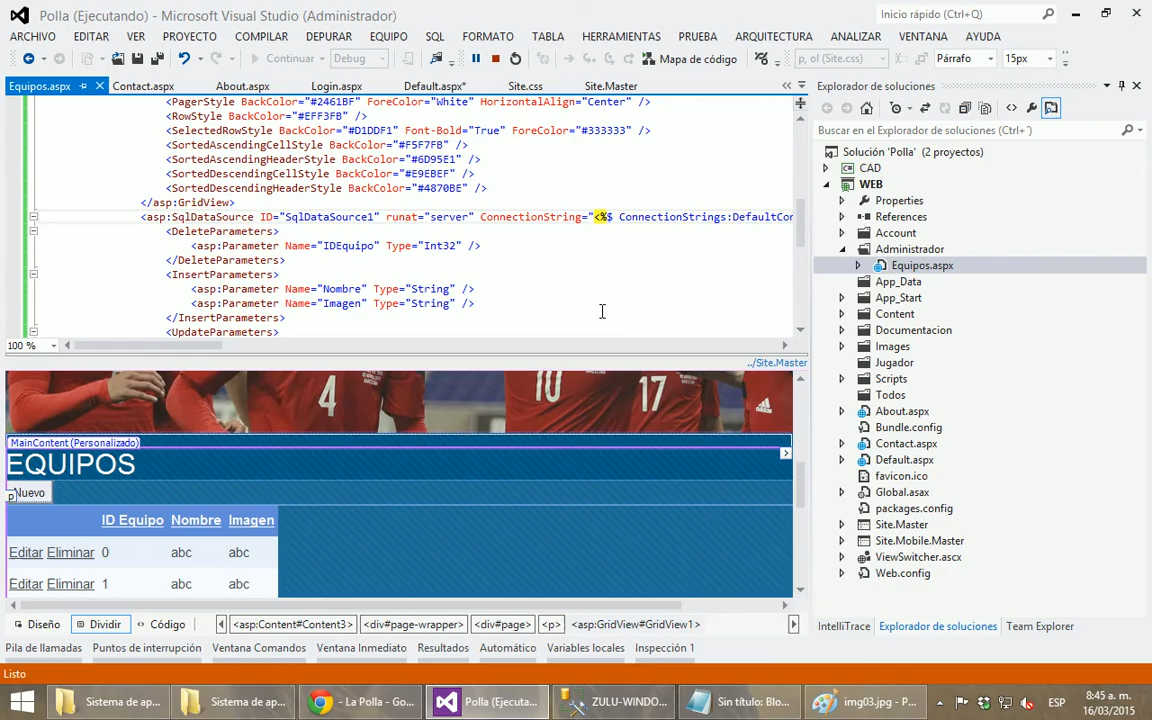 Polla (Ejecutando) - Microsoft Visual Studio (Administrador)
Inicio rápido (Ctrl+Q)
ARCHIVO EDITAR VER PROYECTO COMPILAR DEPURAR EQUIPO SQL FORMATO TABLA HERRAMIENTAS PRUEBA ARQUITECTURA ANALIZAR VENTANA AYUDA
Continuar Debug Mapa de código p, ol (Site.css) Párrafo 15px
Equipos.aspx Contact.aspx About.aspx Login.aspx Default.aspx* Site.css Site.Master
<PagerStyle BackColor="#2461BF" ForeColor="White" HorizontalAlign="Center" />
<RowStyle BackColor="#EFF3FB" />
<SelectedRowStyle BackColor="#D1DDF1" Font-Bold="True" ForeColor="#333333" />
<SortedAscendingCellStyle BackColor="#F5F7FB" />
<SortedAscendingHeaderStyle BackColor="#6D95E1" />
<SortedDescendingCellStyle BackColor="#E9EBEF" />
<SortedDescendingHeaderStyle BackColor="#4870BE" />
</asp:GridView>
<asp:SqlDataSource ID="SqlDataSource1" runat="server" ConnectionString="<%$ ConnectionStrings:DefaultCor
<DeleteParameters>
<asp:Parameter Name="IDEquipo" Type="Int32" />
</DeleteParameters>
<InsertParameters>
<asp:Parameter Name="Nombre" Type="String" />
<asp:Parameter Name="Imagen" Type="String" />
</InsertParameters>
<UpdateParameters>
100 %
../Site.Master
4 10 17
adidas
MainContent (Personalizado)
EQUIPOS
p
Nuevo
ID Equipo Nombre Imagen
Editar Eliminar 0 abc abc
Editar Eliminar 1 abc abc
Diseño Dividir Código <asp:Content#Content3> <div#page-wrapper> <div#page> <p> <asp:GridView#GridView1>
Pila de llamadas Puntos de interrupción Ventana Comandos Ventana Inmediato Resultados Automático Variables locales Inspección 1
Listo
Explorador de soluciones
Buscar en el Explorador de soluciones (Ctrl+´)
Solución 'Polla' (2 proyectos)
CAD
WEB
Properties
References
Account
Administrador
Equipos.aspx
App_Data
App_Start
Content
Documentacion
Images
Jugador
Scripts
Todos
About.aspx
Bundle.config
Contact.aspx
Default.aspx
favicon.ico
Global.asax
packages.config
Site.Master
Site.Mobile.Master
ViewSwitcher.ascx
Web.config
IntelliTrace Explorador de soluciones Team Explorer
Sistema de ap... Sistema de ap... - La Polla - Go... Polla (Ejecuta... ZULU-WINDO... Sin título: Blo... img03.jpg - P...
ESP
8:45 a. m.
16/03/2015